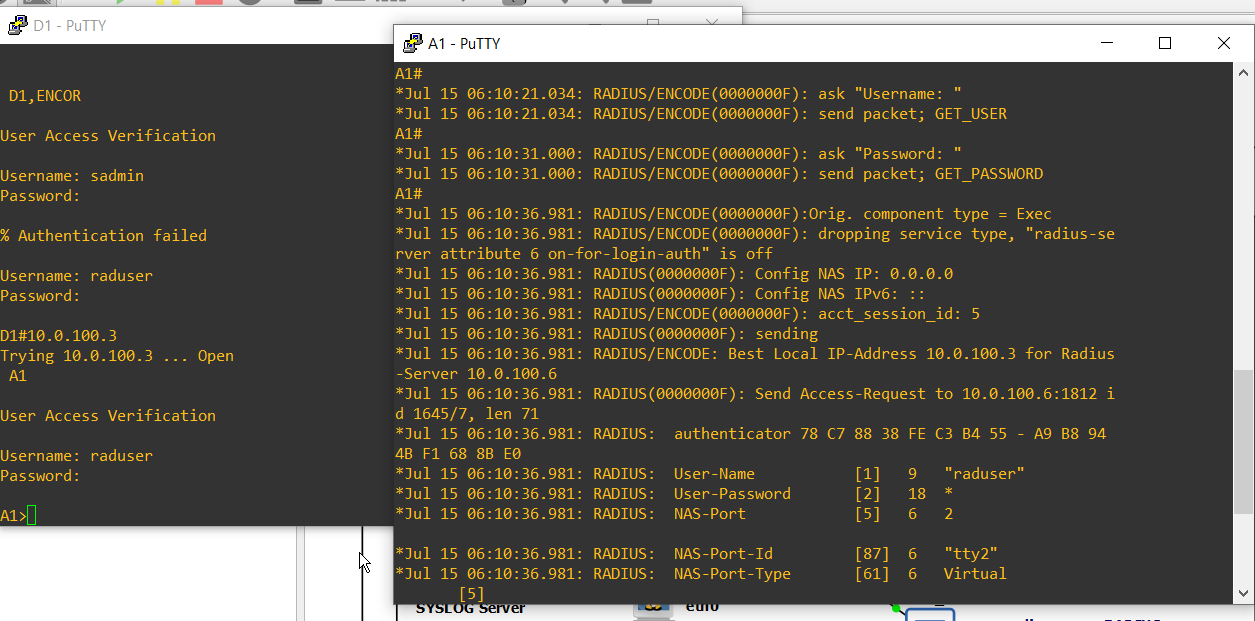 D1 - PuTTY
D1,ENCOR
User Access Verification
Username: sadmin
Password:
% Authentication failed
Username: raduser
Password:
D1#10.0.100.3
Trying 10.0.100.3 ... Open
A1
User Access Verification
Username: raduser
Password:
A1>
A1 - PuTTY
A1#
*Jul 15 06:10:21.034: RADIUS/ENCODE(0000000F): ask "Username: "
*Jul 15 06:10:21.034: RADIUS/ENCODE(0000000F): send packet; GET_USER
A1#
*Jul 15 06:10:31.000: RADIUS/ENCODE(0000000F): ask "Password: "
*Jul 15 06:10:31.000: RADIUS/ENCODE(0000000F): send packet; GET_PASSWORD
A1#
*Jul 15 06:10:36.981: RADIUS/ENCODE(0000000F):Orig. component type = Exec
*Jul 15 06:10:36.981: RADIUS/ENCODE(0000000F): dropping service type, "radius-se
rver attribute 6 on-for-login-auth" is off
*Jul 15 06:10:36.981: RADIUS(0000000F): Config NAS IP: 0.0.0.0
*Jul 15 06:10:36.981: RADIUS(0000000F): Config NAS IPv6: ::
*Jul 15 06:10:36.981: RADIUS/ENCODE(0000000F): acct_session_id: 5
*Jul 15 06:10:36.981: RADIUS(0000000F): sending
*Jul 15 06:10:36.981: RADIUS/ENCODE: Best Local IP-Address 10.0.100.3 for Radius
-Server 10.0.100.6
*Jul 15 06:10:36.981: RADIUS(0000000F): Send Access-Request to 10.0.100.6:1812 i
d 1645/7, len 71
*Jul 15 06:10:36.981: RADIUS:  authenticator 78 C7 88 38 FE C3 B4 55 - A9 B8 94
4B F1 68 8B E0
*Jul 15 06:10:36.981: RADIUS:  User-Name           [1]   9   "raduser"
*Jul 15 06:10:36.981: RADIUS:  User-Password       [2]   18  *
*Jul 15 06:10:36.981: RADIUS:  NAS-Port            [5]   6   2
*Jul 15 06:10:36.981: RADIUS:  NAS-Port-Id         [87]  6   "tty2"
*Jul 15 06:10:36.981: RADIUS:  NAS-Port-Type       [61]  6   Virtual
[5]
SYSLOG Server